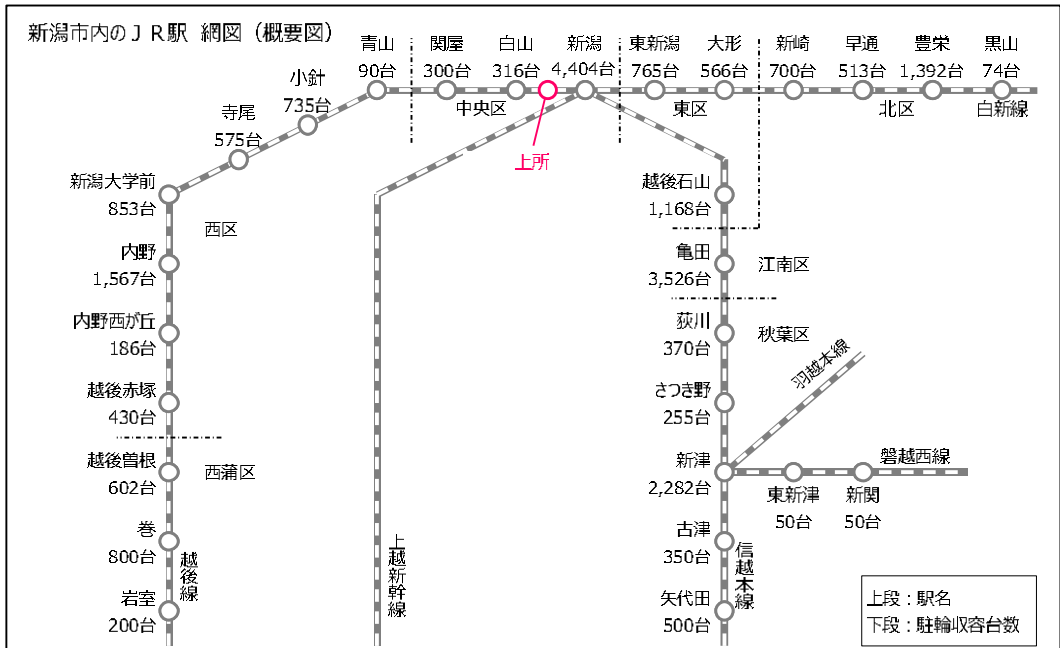 新潟市内のＪＲ駅 網図（概要図）
青山
90台
関屋
300台
白山
316台
新潟
4,404台
東新潟
765台
大形
566台
新崎
700台
早通
513台
豊栄
1,392台
黒山
74台
中央区
東区
北区
白新線
上所
小針
735台
寺尾
575台
新潟大学前
853台
西区
内野
1,567台
内野西が丘
186台
越後赤塚
430台
越後曽根
602台
西蒲区
巻
800台
岩室
200台
越後線
上越新幹線
越後石山
1,168台
亀田
3,526台
江南区
荻川
370台
秋葉区
さつき野
255台
羽越本線
新津
2,282台
磐越西線
東新津
50台
新関
50台
古津
350台
矢代田
500台
信越本線
上段：駅名
下段：駐輪収容台数